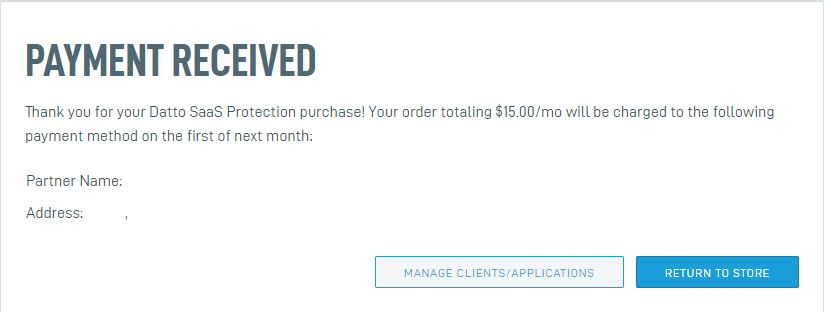 PAYMENT RECEIVED
Thank you for your Datto SaaS Protection purchase! Your order totaling $15.00/mo will be charged to the following
payment method on the first of next month:
Partner Name:
Address: ,
MANAGE CLIENTS/APPLICATIONS
RETURN TO STORE